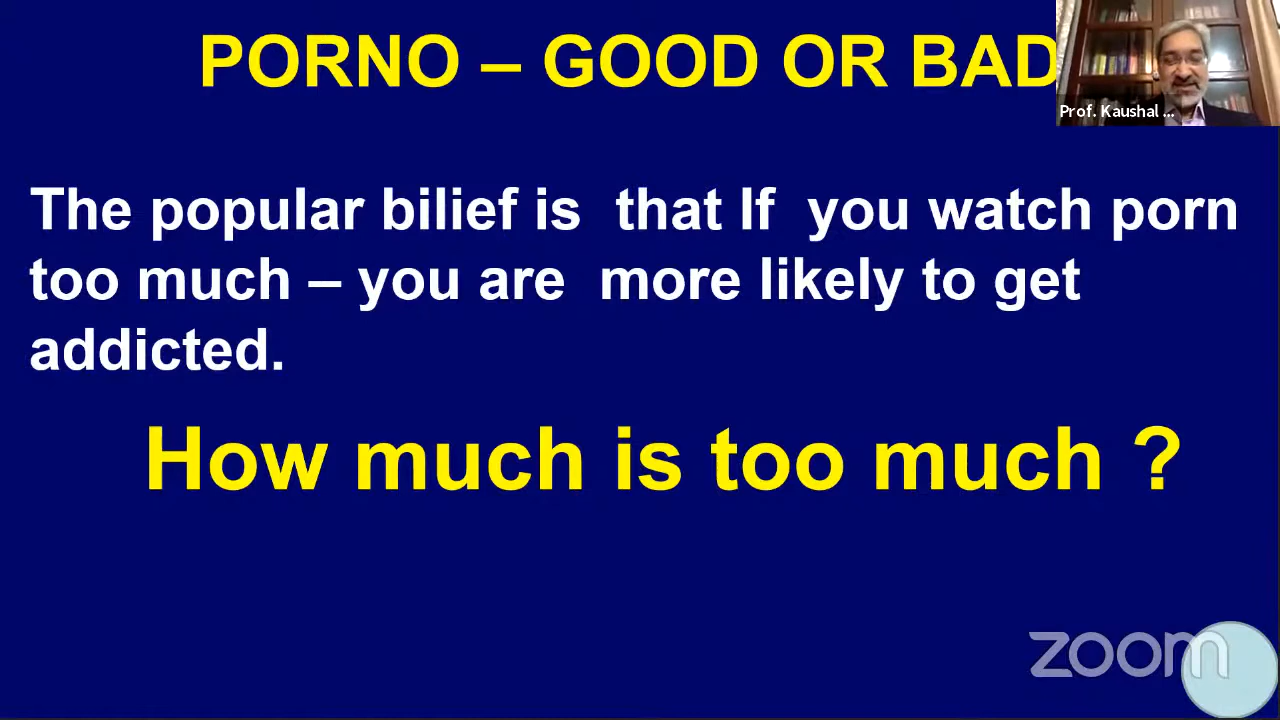 PORNO – GOOD OR BAD
Prof. Kaushal ...
The popular bilief is that If you watch porn
too much – you are more likely to get
addicted.
How much is too much ?
zoom